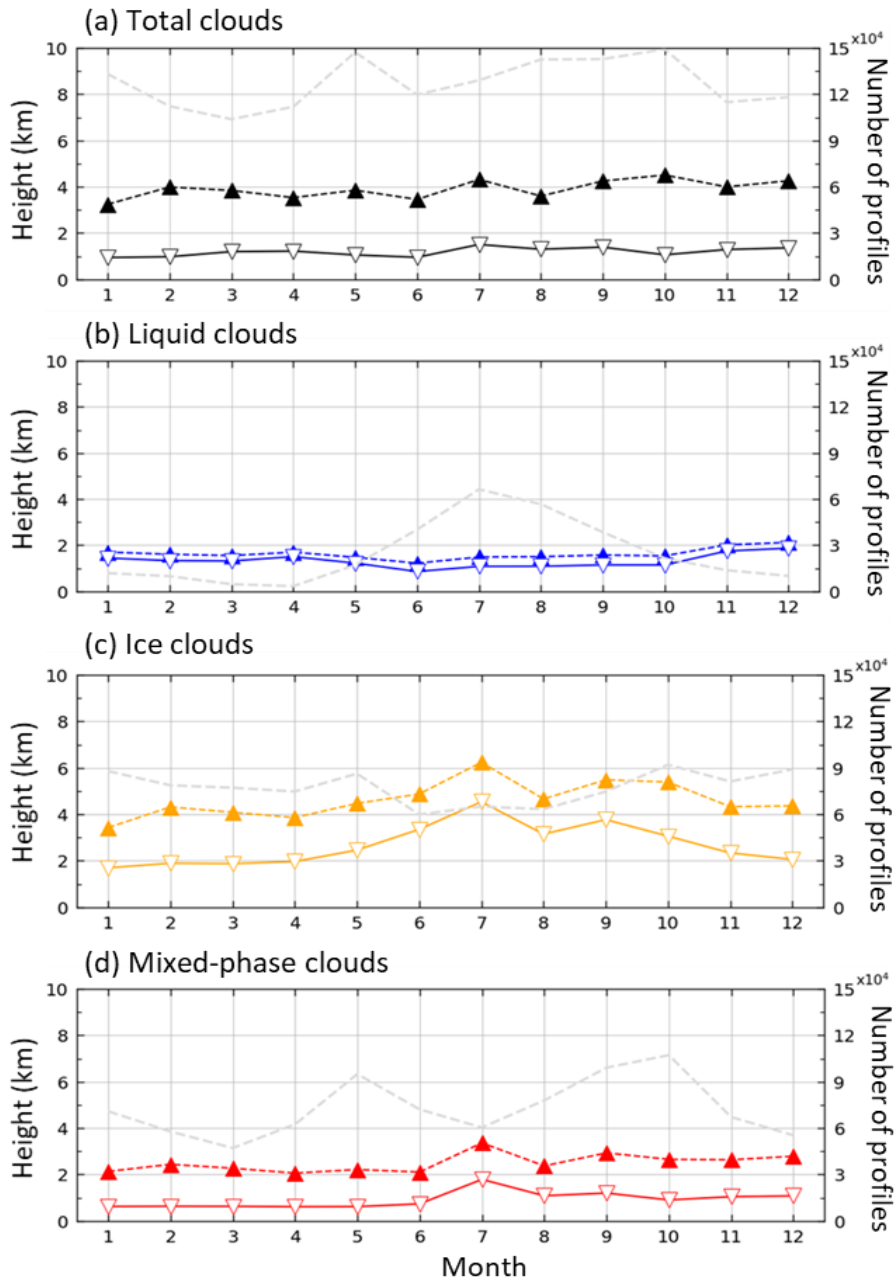 (a) Total clouds
x10⁴
10 8 6 4 2 0
Height (km)
15 12 9 6 3 0
Number of profiles
1 2 3 4 5 6 7 8 9 10 11 12
(b) Liquid clouds
x10⁴
10 8 6 4 2 0
Height (km)
15 12 9 6 3 0
Number of profiles
1 2 3 4 5 6 7 8 9 10 11 12
(c) Ice clouds
x10⁴
10 8 6 4 2 0
Height (km)
15 12 9 6 3 0
Number of profiles
1 2 3 4 5 6 7 8 9 10 11 12
(d) Mixed-phase clouds
x10⁴
10 8 6 4 2 0
Height (km)
15 12 9 6 3 0
Number of profiles
1 2 3 4 5 6 7 8 9 10 11 12
Month